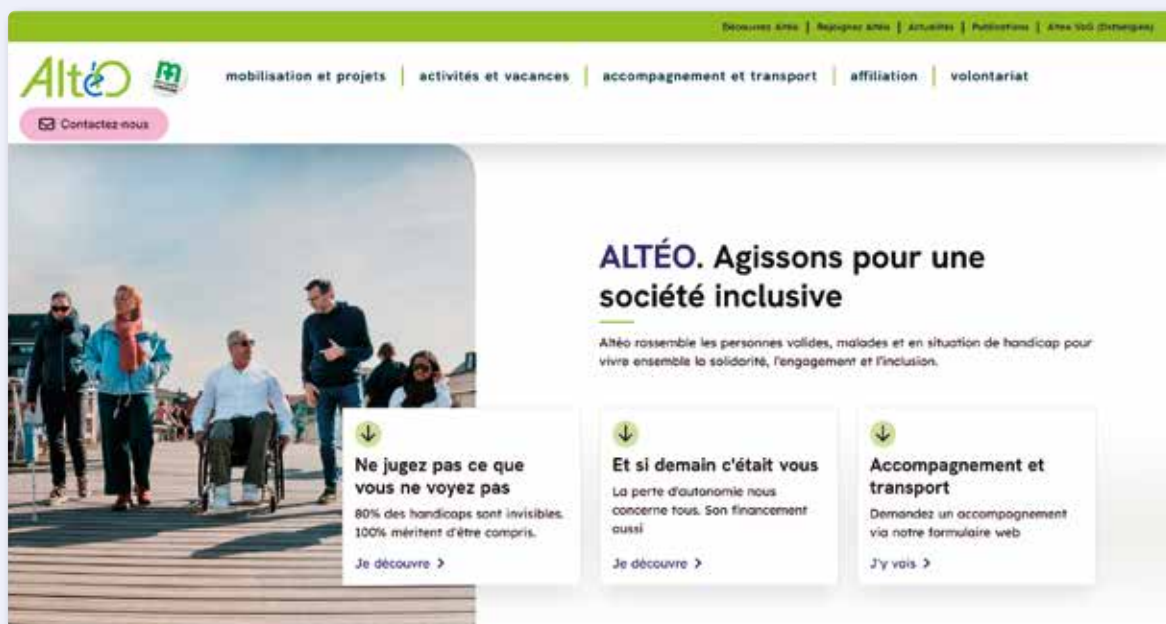 Découvrez Altéo | Rejoignez Altéo | Actualités | Publications | Alteo VoG (Ostbelgien)
AltéO
mobilisation et projets | activités et vacances | accompagnement et transport | affiliation | volontariat
Contactez-nous
ALTÉO. Agissons pour une
société inclusive
Altéo rassemble les personnes valides, malades et en situation de handicap pour
vivre ensemble la solidarité, l'engagement et l'inclusion.
Ne jugez pas ce que
vous ne voyez pas
80% des handicaps sont invisibles.
100% méritent d'être compris.
Je découvre >
Et si demain c'était vous
La perte d'autonomie nous
concerne tous. Son financement
aussi
Je découvre >
Accompagnement et
transport
Demandez un accompagnement
via notre formulaire web
J'y vais >